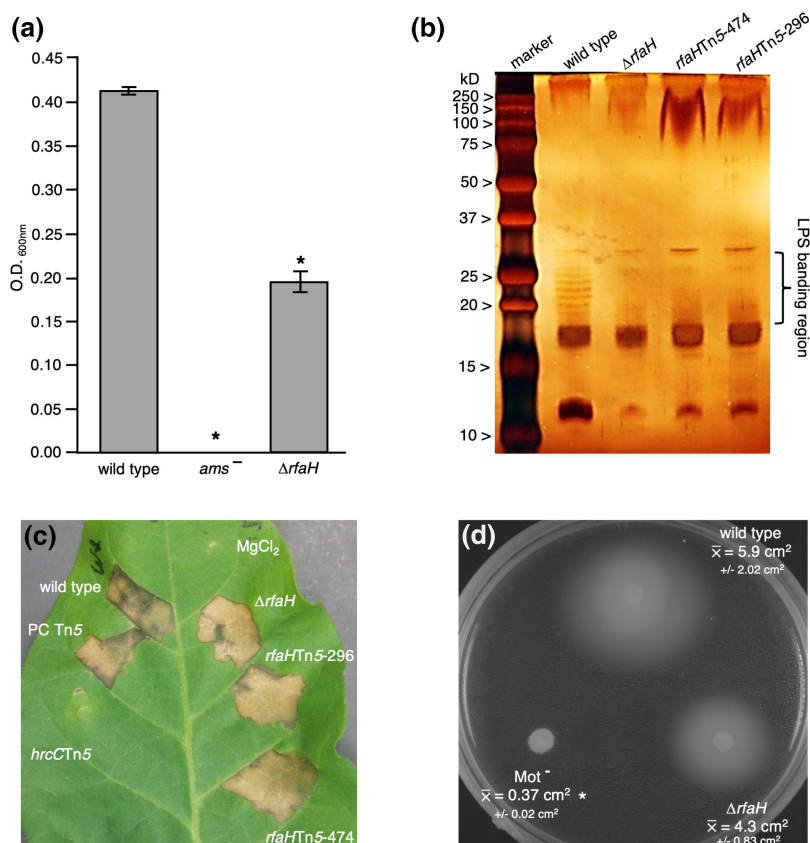 (a)
0.45
0.40
0.35
0.30
0.25
0.20
0.15
0.10
0.05
0.00
O.D. 600nm
*
*
wild type
ams⁻
ΔrfaH
(b)
marker
wild type
ΔrfaH
rfaHTn5-474
rfaHTn5-296
kD
250 >
150 >
100 >
75 >
50 >
37 >
25 >
20 >
15 >
10 >
LPS banding region
(c)
MgCl₂
wild type
ΔrfaH
PC Tn5
rfaHTn5-296
hrcCTn5
rfaHTn5-474
(d)
wild type
x̅ = 5.9 cm²
+/- 2.02 cm²
Mot⁻
x̅ = 0.37 cm² *
+/- 0.02 cm²
ΔrfaH
x̅ = 4.3 cm²
+/- 0.83 cm²